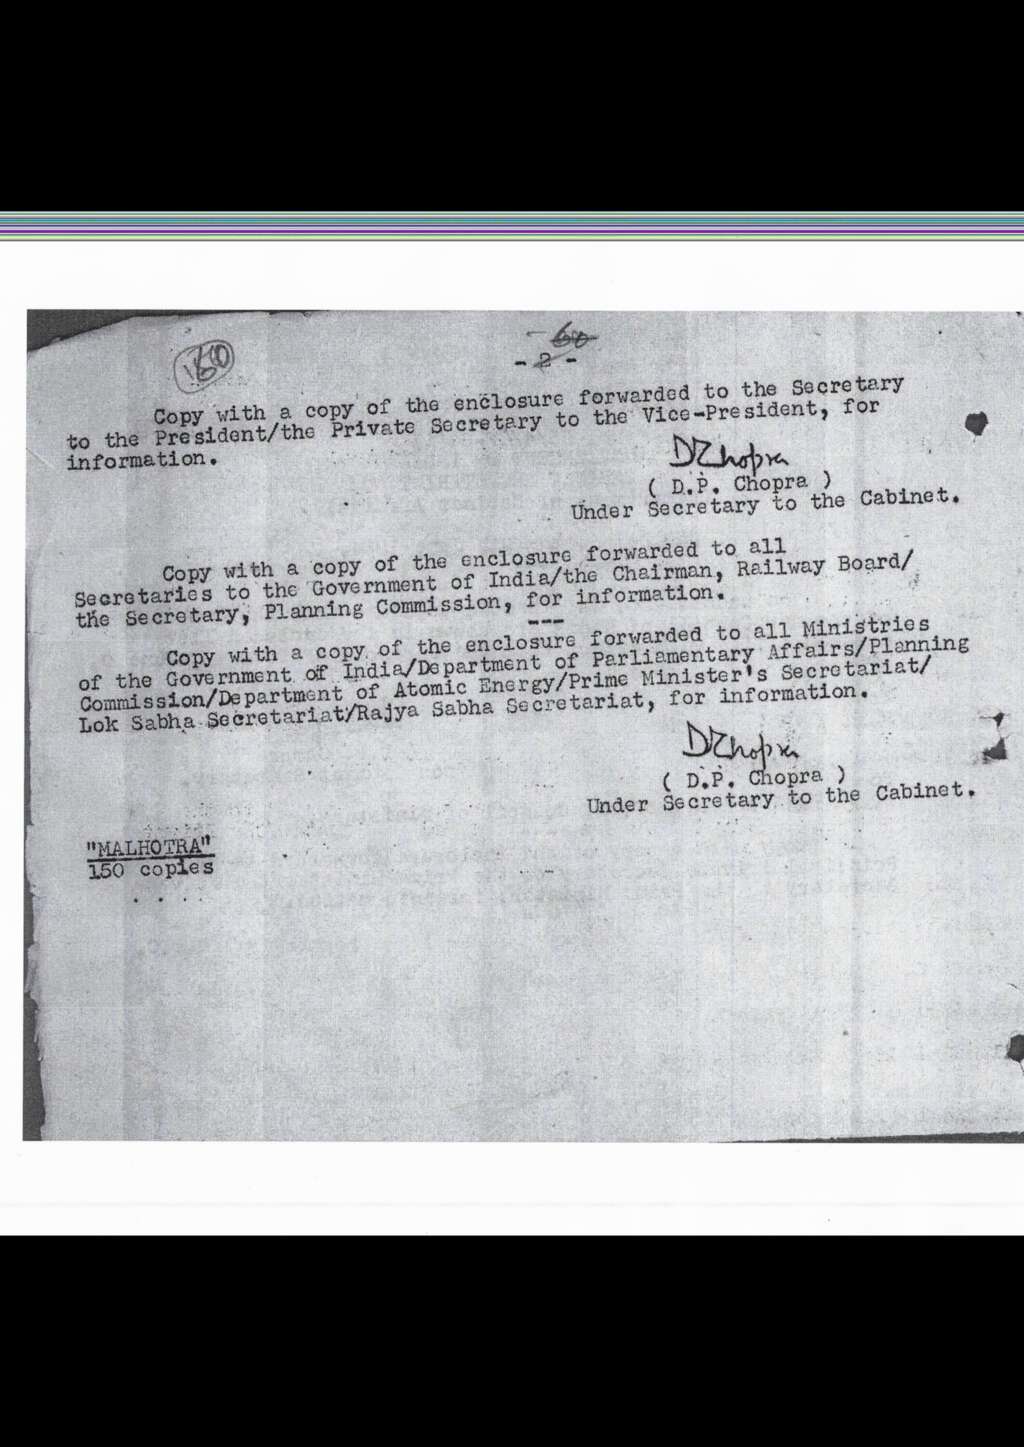 160
60
- 2 -
Copy with a copy of the enclosure forwarded to the Secretary
to the President/the Private Secretary to the Vice-President, for
information.
DPChopra
( D.P. Chopra )
Under Secretary to the Cabinet.
Copy with a copy of the enclosure forwarded to all
Secretaries to the Government of India/the Chairman, Railway Board/
the Secretary, Planning Commission, for information.
---
Copy with a copy of the enclosure forwarded to all Ministries
of the Government of India/Department of Parliamentary Affairs/Planning
Commission/Department of Atomic Energy/Prime Minister's Secretariat/
Lok Sabha Secretariat/Rajya Sabha Secretariat, for information.
DPChopra
( D.P. Chopra )
Under Secretary to the Cabinet.
"MALHOTRA"
150 copies
. . . .